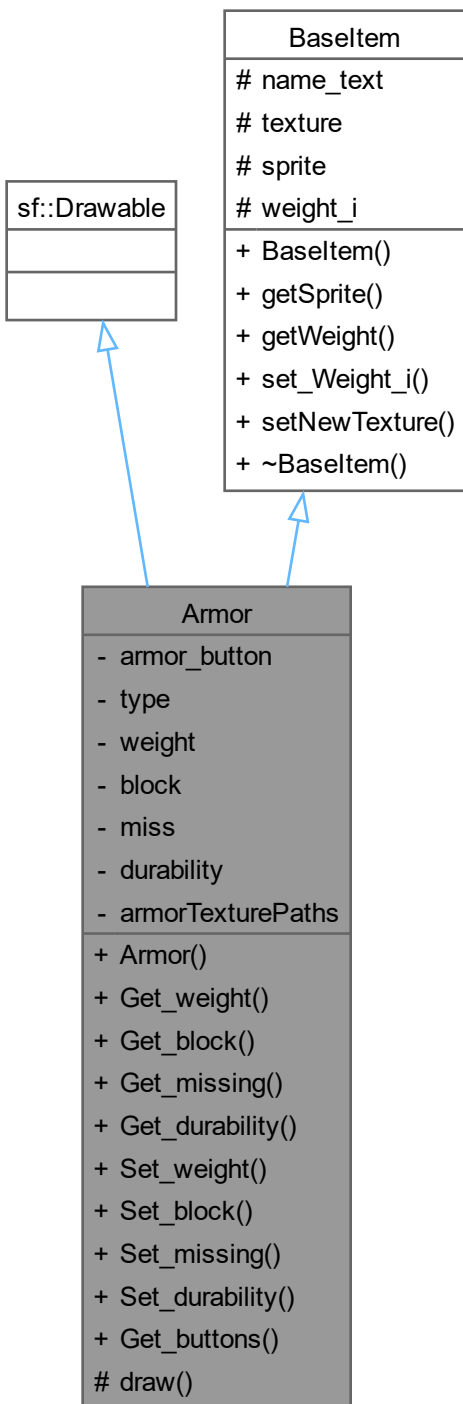 BaseItem
# name_text
# texture
# sprite
# weight_i
+ BaseItem()
+ getSprite()
+ getWeight()
+ set_Weight_i()
+ setNewTexture()
+ ~BaseItem()
sf::Drawable
Armor
- armor_button
- type
- weight
- block
- miss
- durability
- armorTexturePaths
+ Armor()
+ Get_weight()
+ Get_block()
+ Get_missing()
+ Get_durability()
+ Set_weight()
+ Set_block()
+ Set_missing()
+ Set_durability()
+ Get_buttons()
# draw()